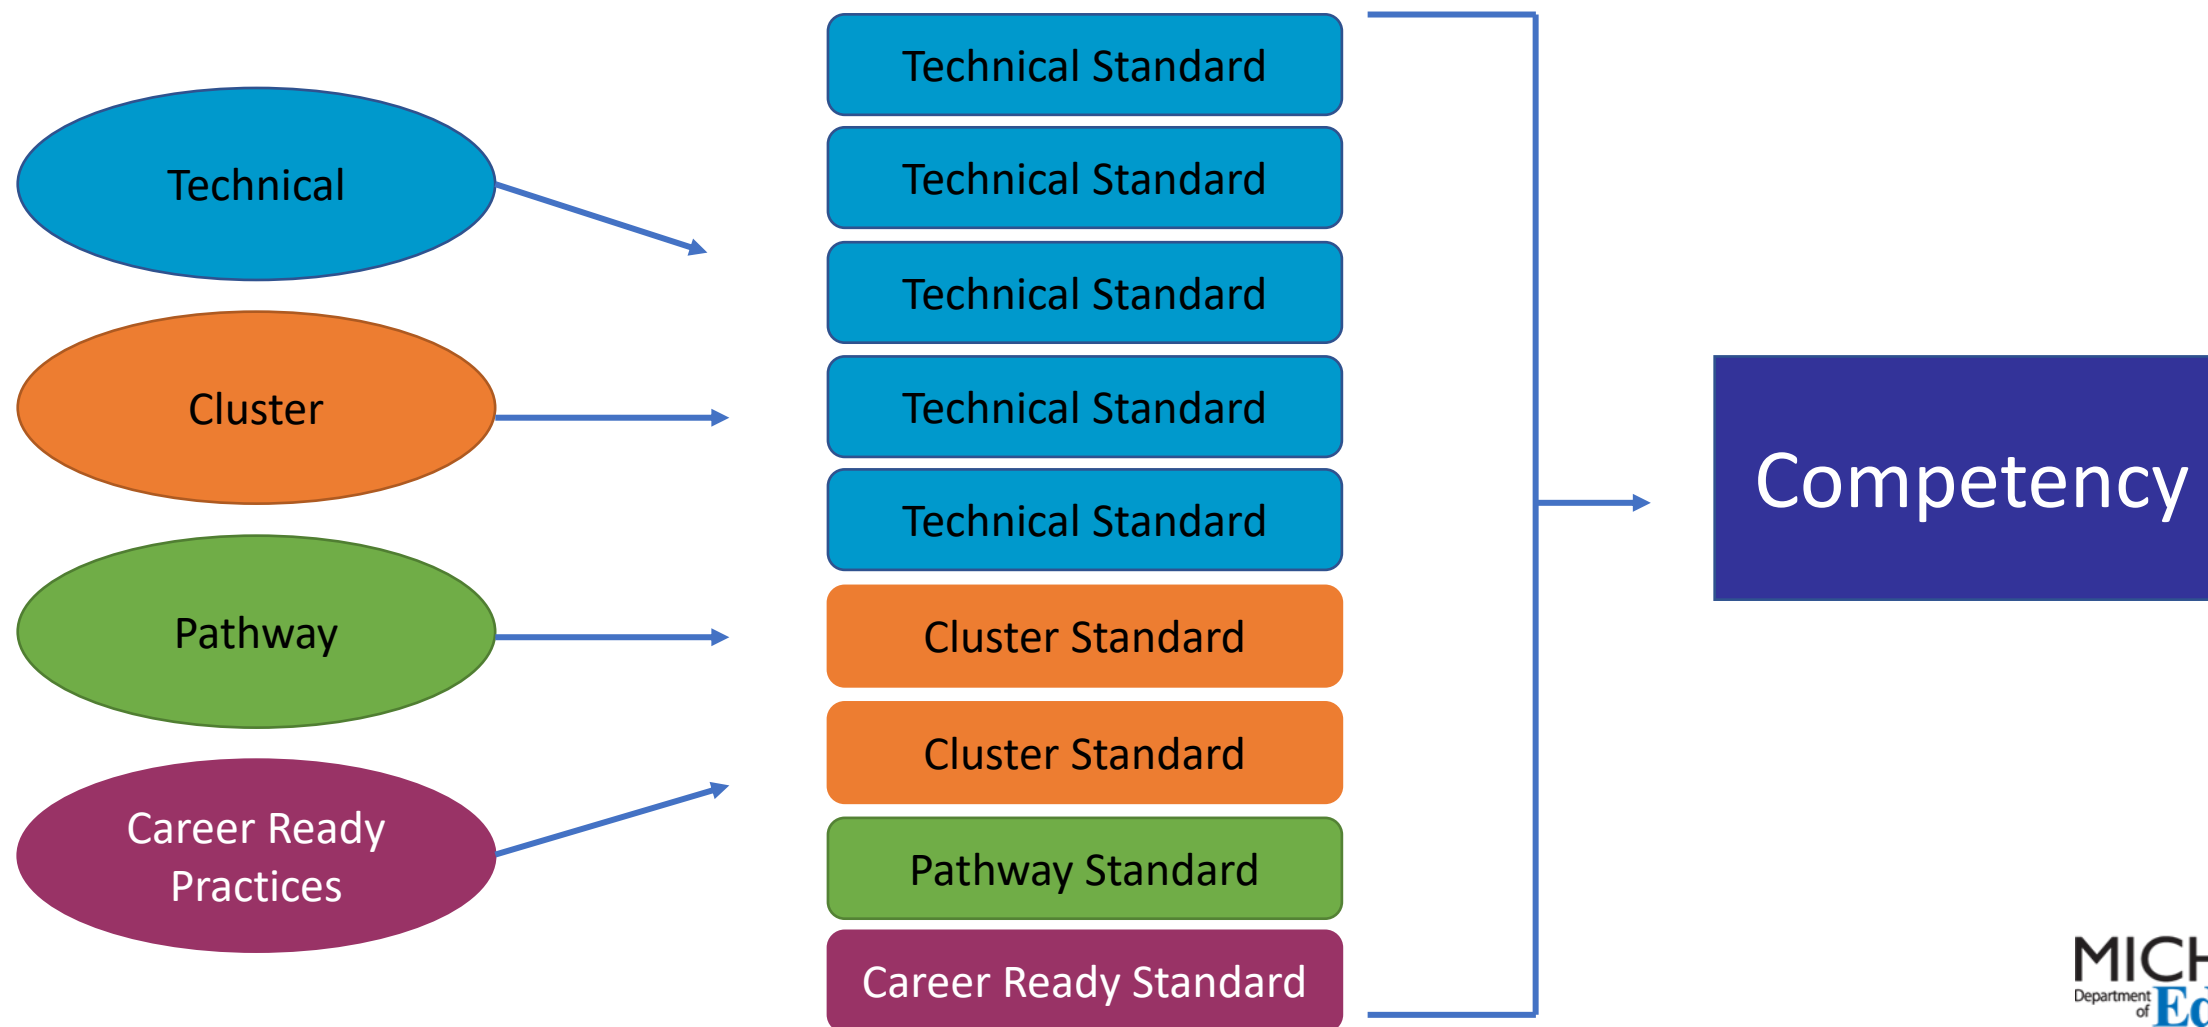 Technical
Cluster
Pathway
Career Ready
Practices
Technical Standard
Technical Standard
Technical Standard
Technical Standard
Technical Standard
Cluster Standard
Cluster Standard
Pathway Standard
Career Ready Standard
Competency
Department
of